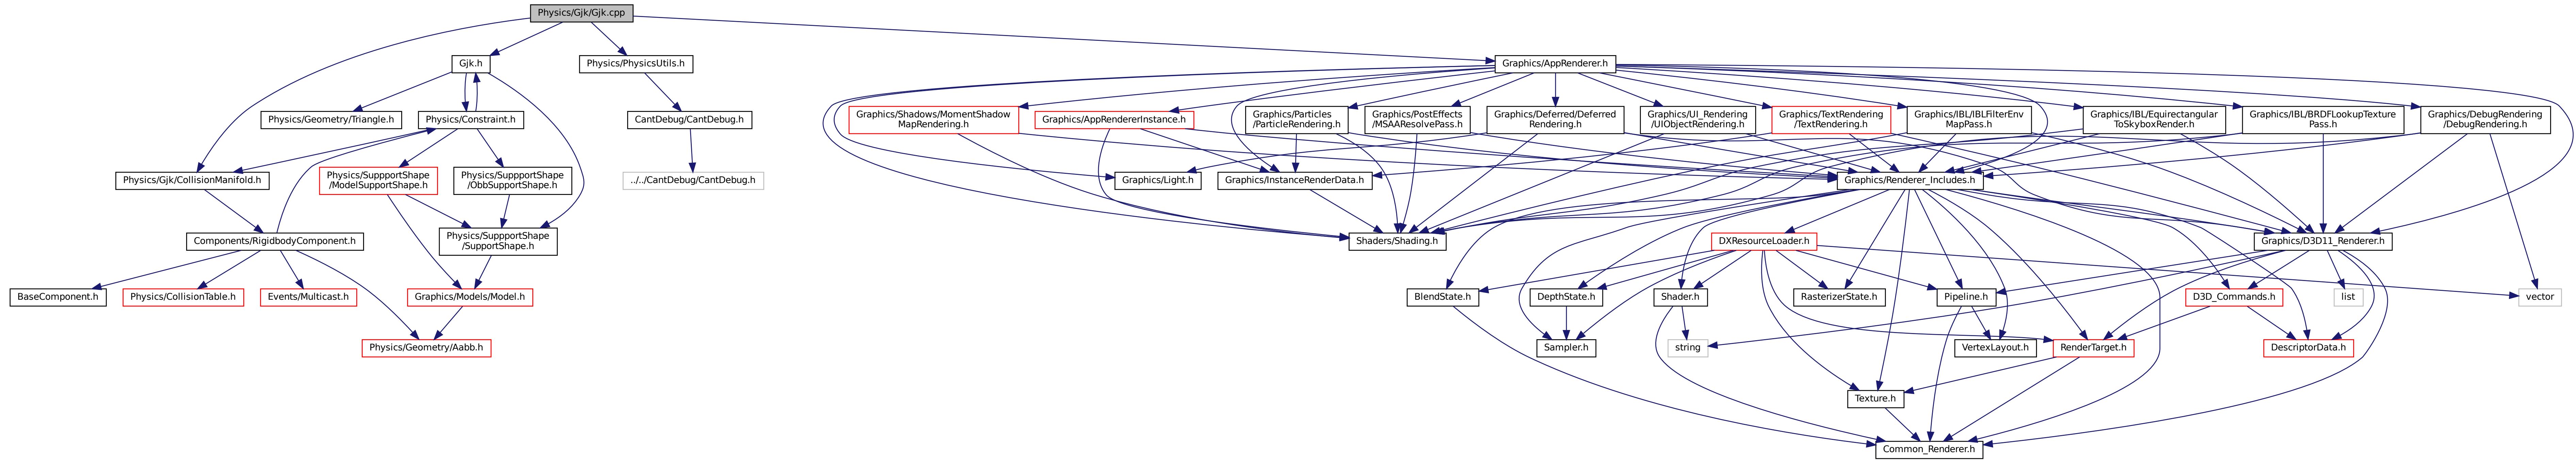 Physics/Gjk/Gjk.cpp
Gjk.h
Physics/PhysicsUtils.h
Graphics/AppRenderer.h
Physics/Geometry/Triangle.h
Physics/Constraint.h
CantDebug/CantDebug.h
Graphics/Shadows/MomentShadow
MapRendering.h
Graphics/AppRendererInstance.h
Graphics/Particles
/ParticleRendering.h
Graphics/PostEffects
/MSAAResolvePass.h
Graphics/Deferred/Deferred
Rendering.h
Graphics/UI_Rendering
/UIObjectRendering.h
Graphics/TextRendering
/TextRendering.h
Graphics/IBL/IBLFilterEnv
MapPass.h
Graphics/IBL/Equirectangular
ToSkyboxRender.h
Graphics/IBL/BRDFLookupTexture
Pass.h
Graphics/DebugRendering
/DebugRendering.h
Physics/Gjk/CollisionManifold.h
Physics/SuppportShape
/ModelSupportShape.h
Physics/SuppportShape
/ObbSupportShape.h
../../CantDebug/CantDebug.h
Graphics/Light.h
Graphics/InstanceRenderData.h
Graphics/Renderer_Includes.h
Components/RigidbodyComponent.h
Physics/SuppportShape
/SupportShape.h
Shaders/Shading.h
DXResourceLoader.h
Graphics/D3D11_Renderer.h
BaseComponent.h
Physics/CollisionTable.h
Events/Multicast.h
Graphics/Models/Model.h
BlendState.h
DepthState.h
Shader.h
RasterizerState.h
Pipeline.h
D3D_Commands.h
list
vector
Physics/Geometry/Aabb.h
Sampler.h
string
VertexLayout.h
RenderTarget.h
DescriptorData.h
Texture.h
Common_Renderer.h